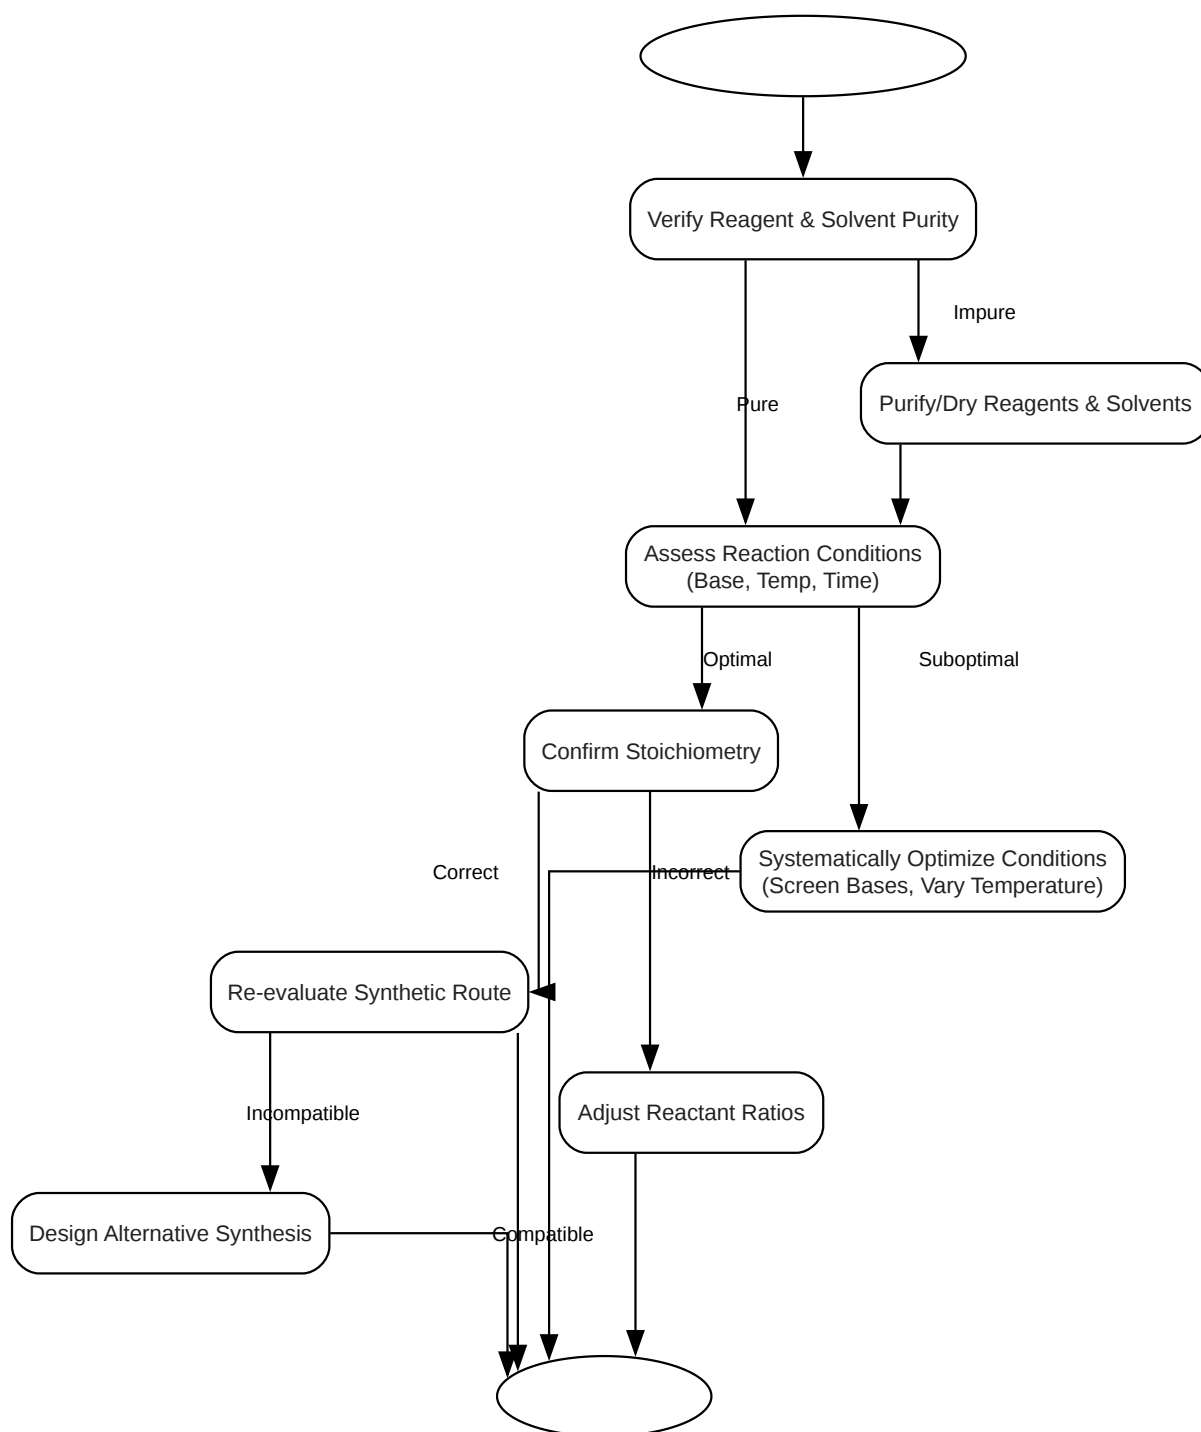 Verify Reagent & Solvent Purity
Impure
Pure
Purify/Dry Reagents & Solvents
Assess Reaction Conditions
(Base, Temp, Time)
Optimal
Suboptimal
Confirm Stoichiometry
Correct
Incorrect
Systematically Optimize Conditions
(Screen Bases, Vary Temperature)
Re-evaluate Synthetic Route
Incompatible
Adjust Reactant Ratios
Design Alternative Synthesis
Compatible